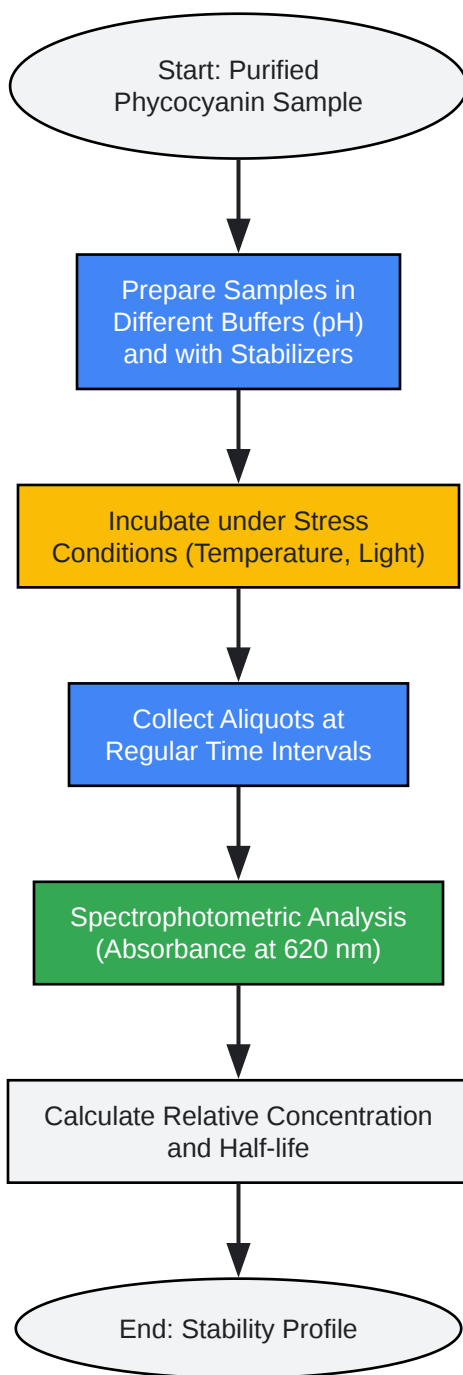 Start: Purified
Phycocyanin Sample
Prepare Samples in
Different Buffers (pH)
and with Stabilizers
Incubate under Stress
Conditions (Temperature, Light)
Collect Aliquots at
Regular Time Intervals
Spectrophotometric Analysis
(Absorbance at 620 nm)
Calculate Relative Concentration
and Half-life
End: Stability Profile